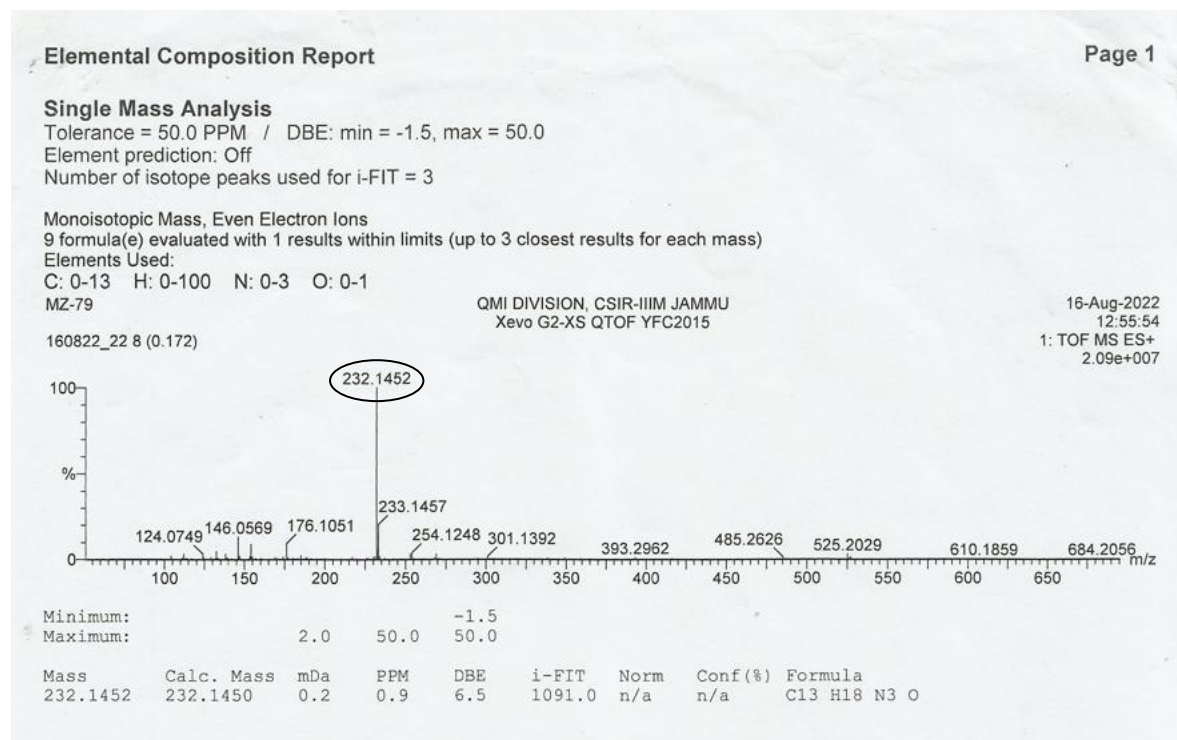 Elemental Composition Report Page 1
Single Mass Analysis
Tolerance = 50.0 PPM / DBE: min = -1.5, max = 50.0
Element prediction: Off
Number of isotope peaks used for i-FIT = 3
Monoisotopic Mass, Even Electron Ions
9 formula(e) evaluated with 1 results within limits (up to 3 closest results for each mass)
Elements Used:
C: 0-13 H: 0-100 N: 0-3 O: 0-1
MZ-79 QMI DIVISION, CSIR-IIIM JAMMU 16-Aug-2022
Xevo G2-XS QTOF YFC2015 12:55:54
160822_22 8 (0.172) 1: TOF MS ES+
2.09e+007
100 232.1452
%
233.1457
124.0749 146.0569 176.1051 254.1248 301.1392 393.2962 485.2626 525.2029 610.1859 684.2056
0 m/z
100 150 200 250 300 350 400 450 500 550 600 650
Minimum: -1.5
Maximum: 2.0 50.0 50.0
Mass Calc. Mass mDa PPM DBE i-FIT Norm Conf(%) Formula
232.1452 232.1450 0.2 0.9 6.5 1091.0 n/a n/a C13 H18 N3 O